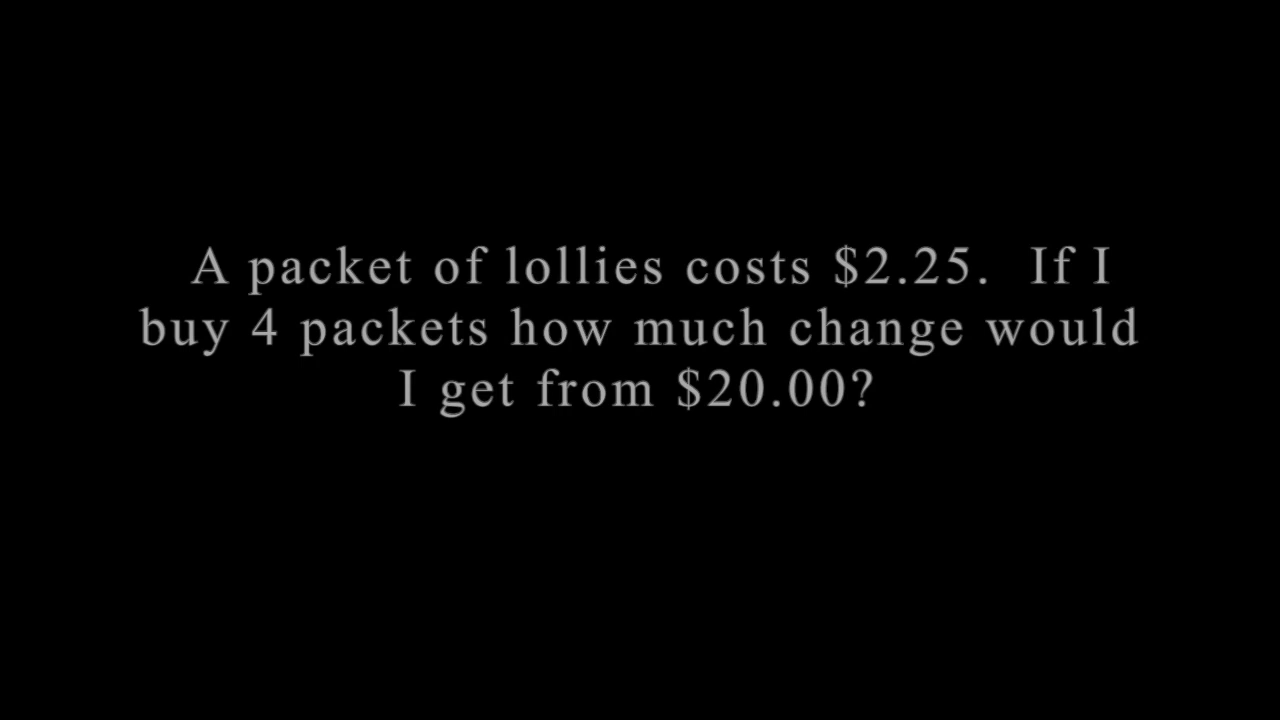 A packet of lollies costs $2.25.  If I
buy 4 packets how much change would
I get from $20.00?